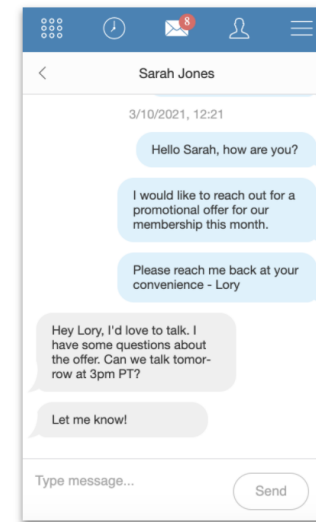 8
Sarah Jones
3/10/2021, 12:21
Hello Sarah, how are you?
I would like to reach out for a
promotional offer for our
membership this month.
Please reach me back at your
convenience - Lory
Hey Lory, I'd love to talk. I
have some questions about
the offer. Can we talk tomor-
row at 3pm PT?
Let me know!
Type message...
Send